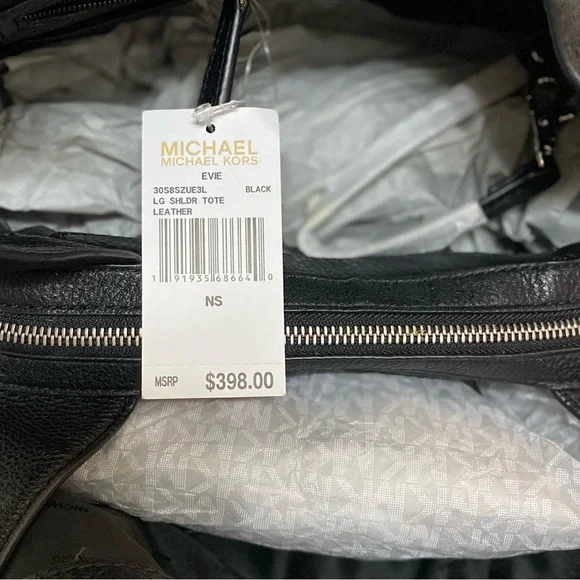 MICHAEL
MICHAEL KORS
EVIE
30S8SZUE3L BLACK
LG SHLDR TOTE
LEATHER
1 91935 68664 0
NS
MSRP $398.00